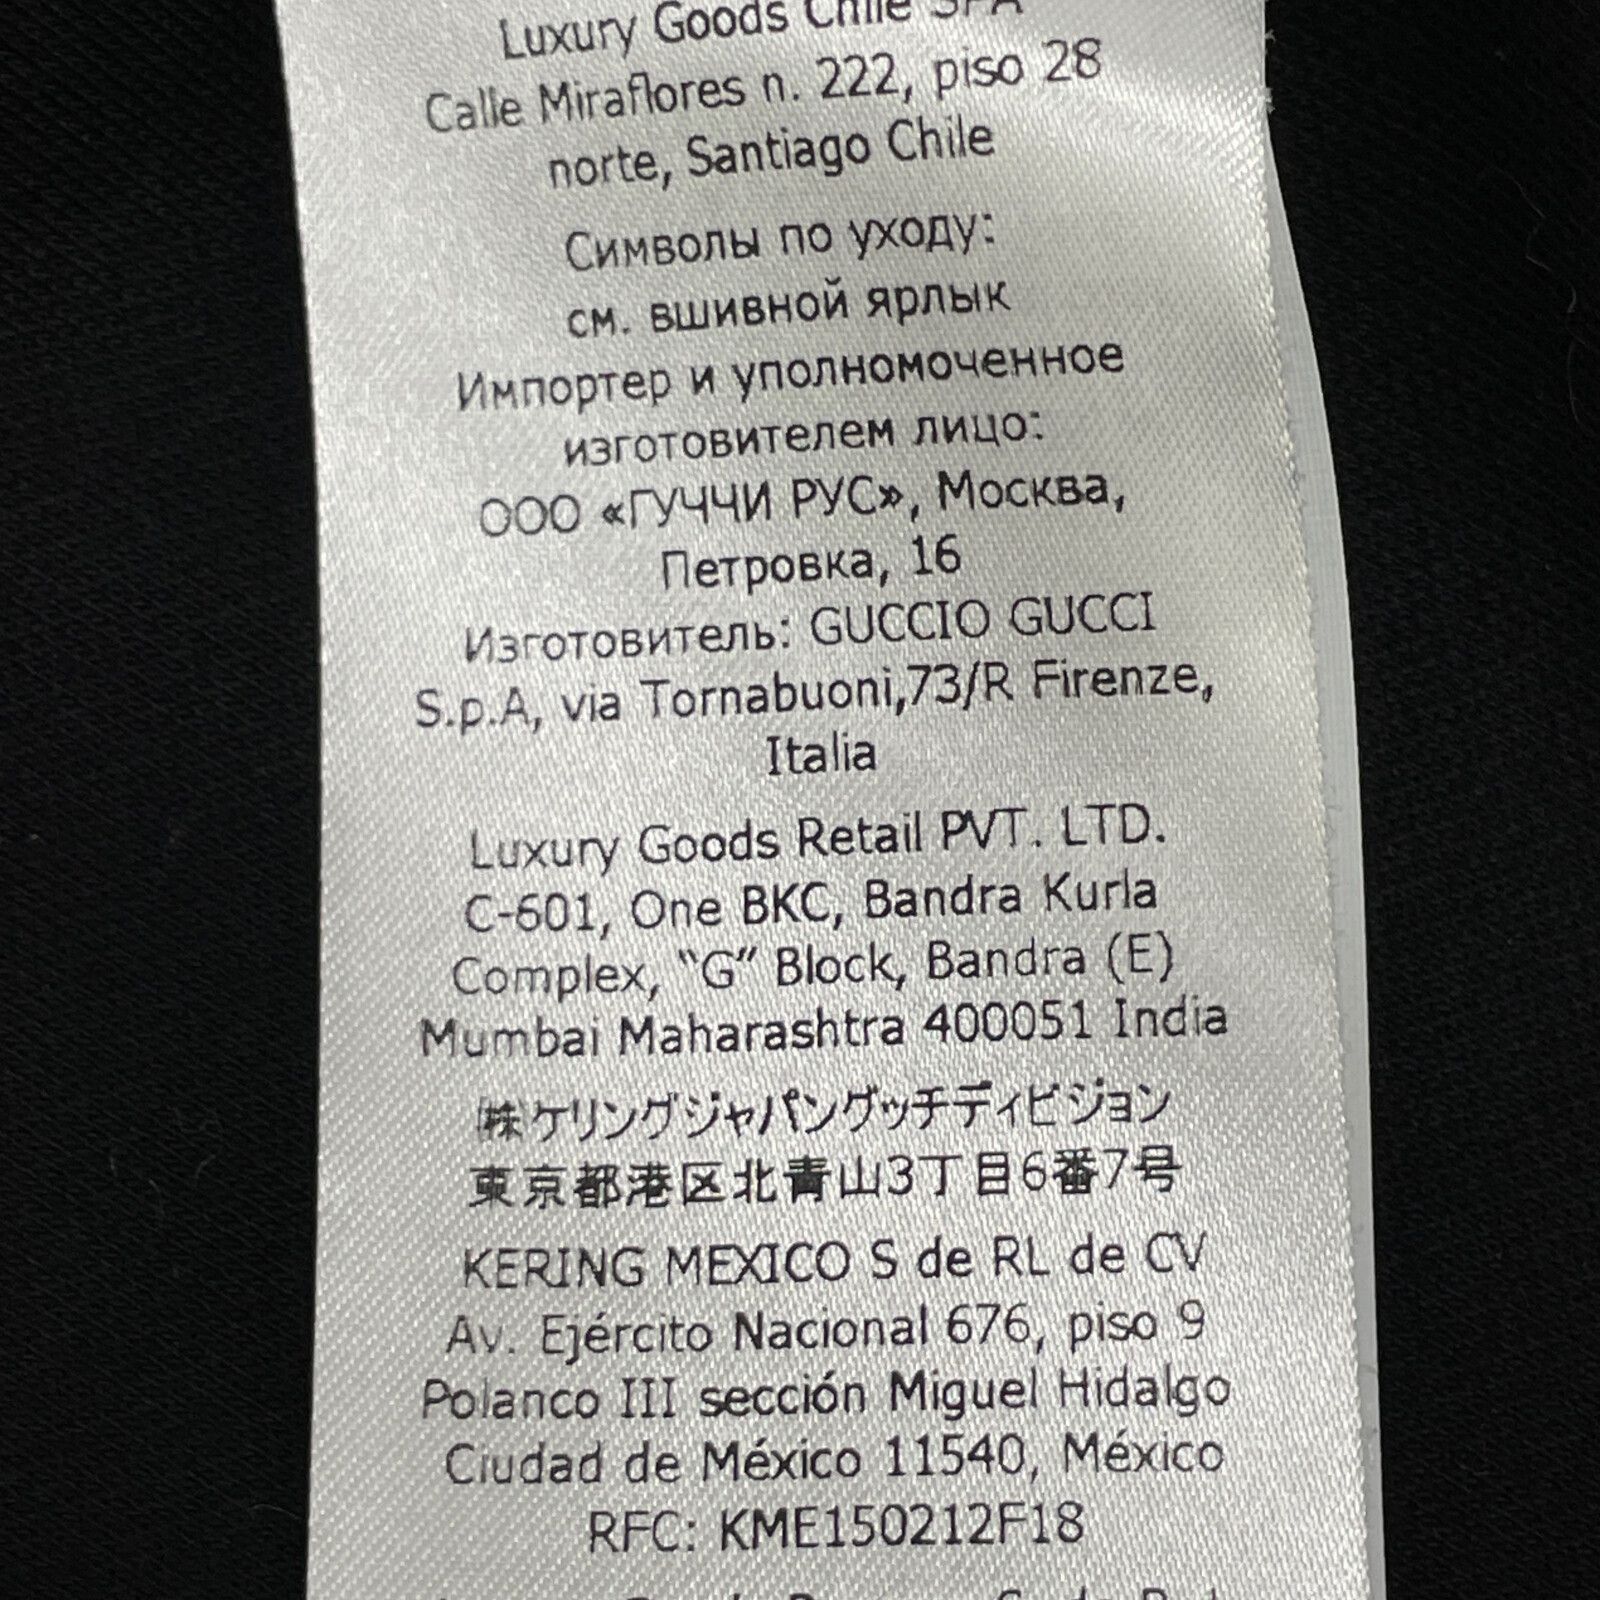 Luxury Goods Chile SPA
Calle Miraflores n. 222, piso 28
norte, Santiago Chile
Символы по уходу:
см. вшивной ярлык
Импортер и уполномоченное
изготовителем лицо:
ООО «ГУЧЧИ РУС», Москва,
Петровка, 16
Изготовитель: GUCCIO GUCCI
S.p.A, via Tornabuoni,73/R Firenze,
Italia
Luxury Goods Retail PVT. LTD.
C-601, One BKC, Bandra Kurla
Complex, “G” Block, Bandra (E)
Mumbai Maharashtra 400051 India
㈱ケリングジャパングッチディビジョン
東京都港区北青山3丁目6番7号
KERING MEXICO S de RL de CV
Av. Ejército Nacional 676, piso 9
Polanco III sección Miguel Hidalgo
Ciudad de México 11540, México
RFC: KME150212F18